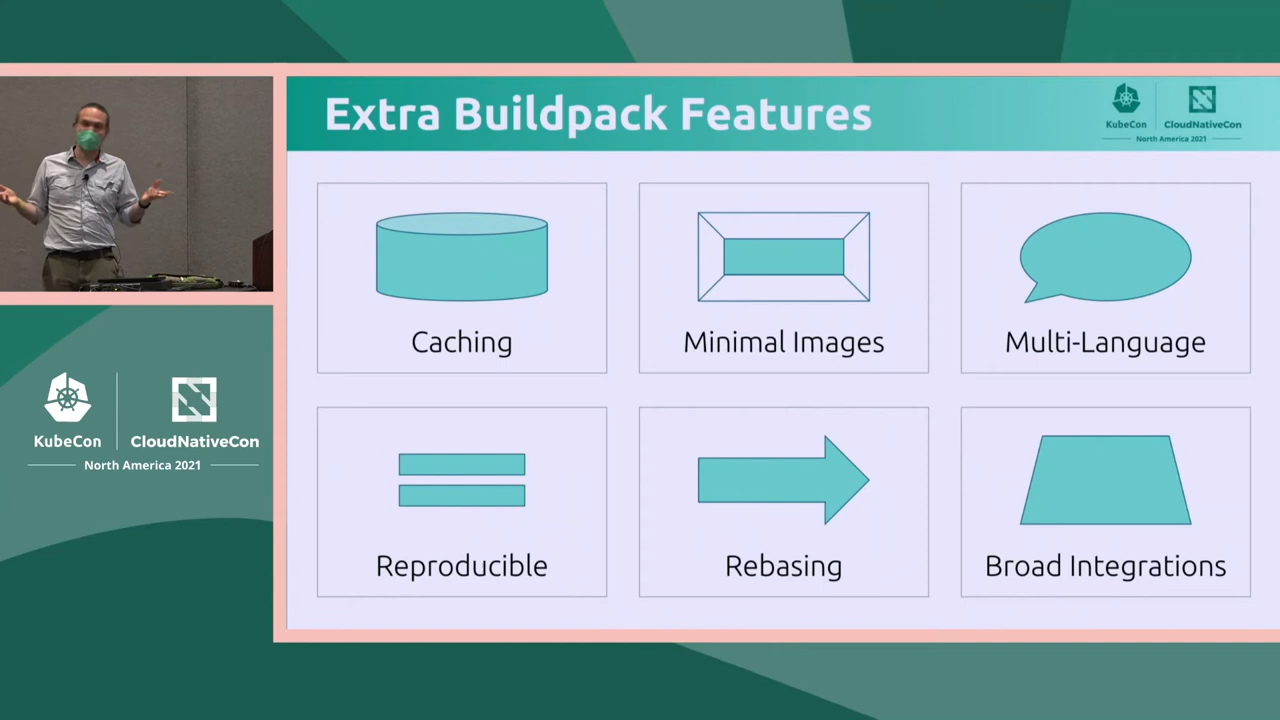 Extra Buildpack Features
KubeCon
CloudNativeCon
North America 2021
Caching
Minimal Images
Multi-Language
Reproducible
Rebasing
Broad Integrations
KubeCon
CloudNativeCon
North America 2021